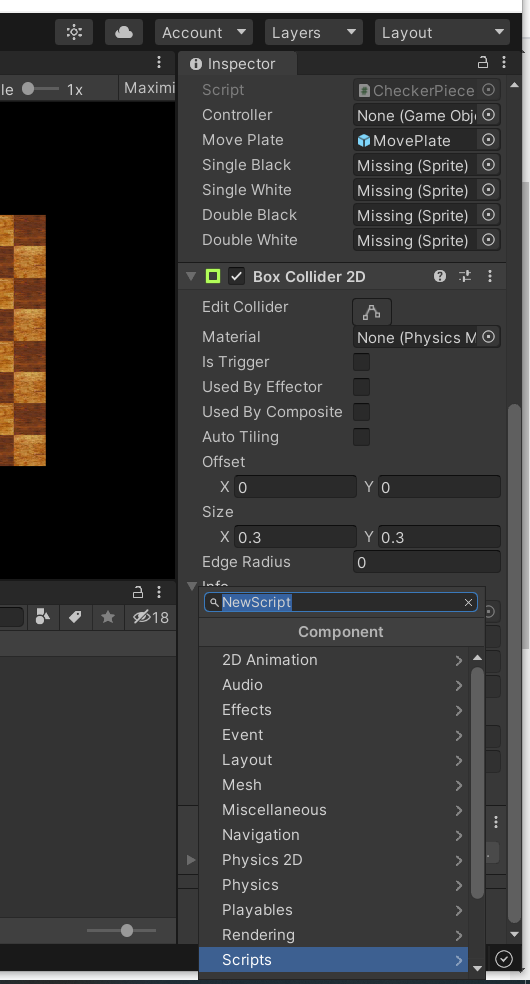 Account
Layers
Layout
Inspector
1x
Maximi
Script
CheckerPiece
Controller
None (Game Obj
Move Plate
MovePlate
Single Black
Missing (Sprite)
Single White
Missing (Sprite)
Double Black
Missing (Sprite)
Double White
Missing (Sprite)
Box Collider 2D
Edit Collider
Material
None (Physics M
Is Trigger
Used By Effector
Used By Composite
Auto Tiling
Offset
X 0
Y 0
Size
X 0.3
Y 0.3
Edge Radius
0
Info
18
NewScript
Component
2D Animation
Audio
Effects
Event
Layout
Mesh
Miscellaneous
Navigation
Physics 2D
Physics
Playables
Rendering
Scripts